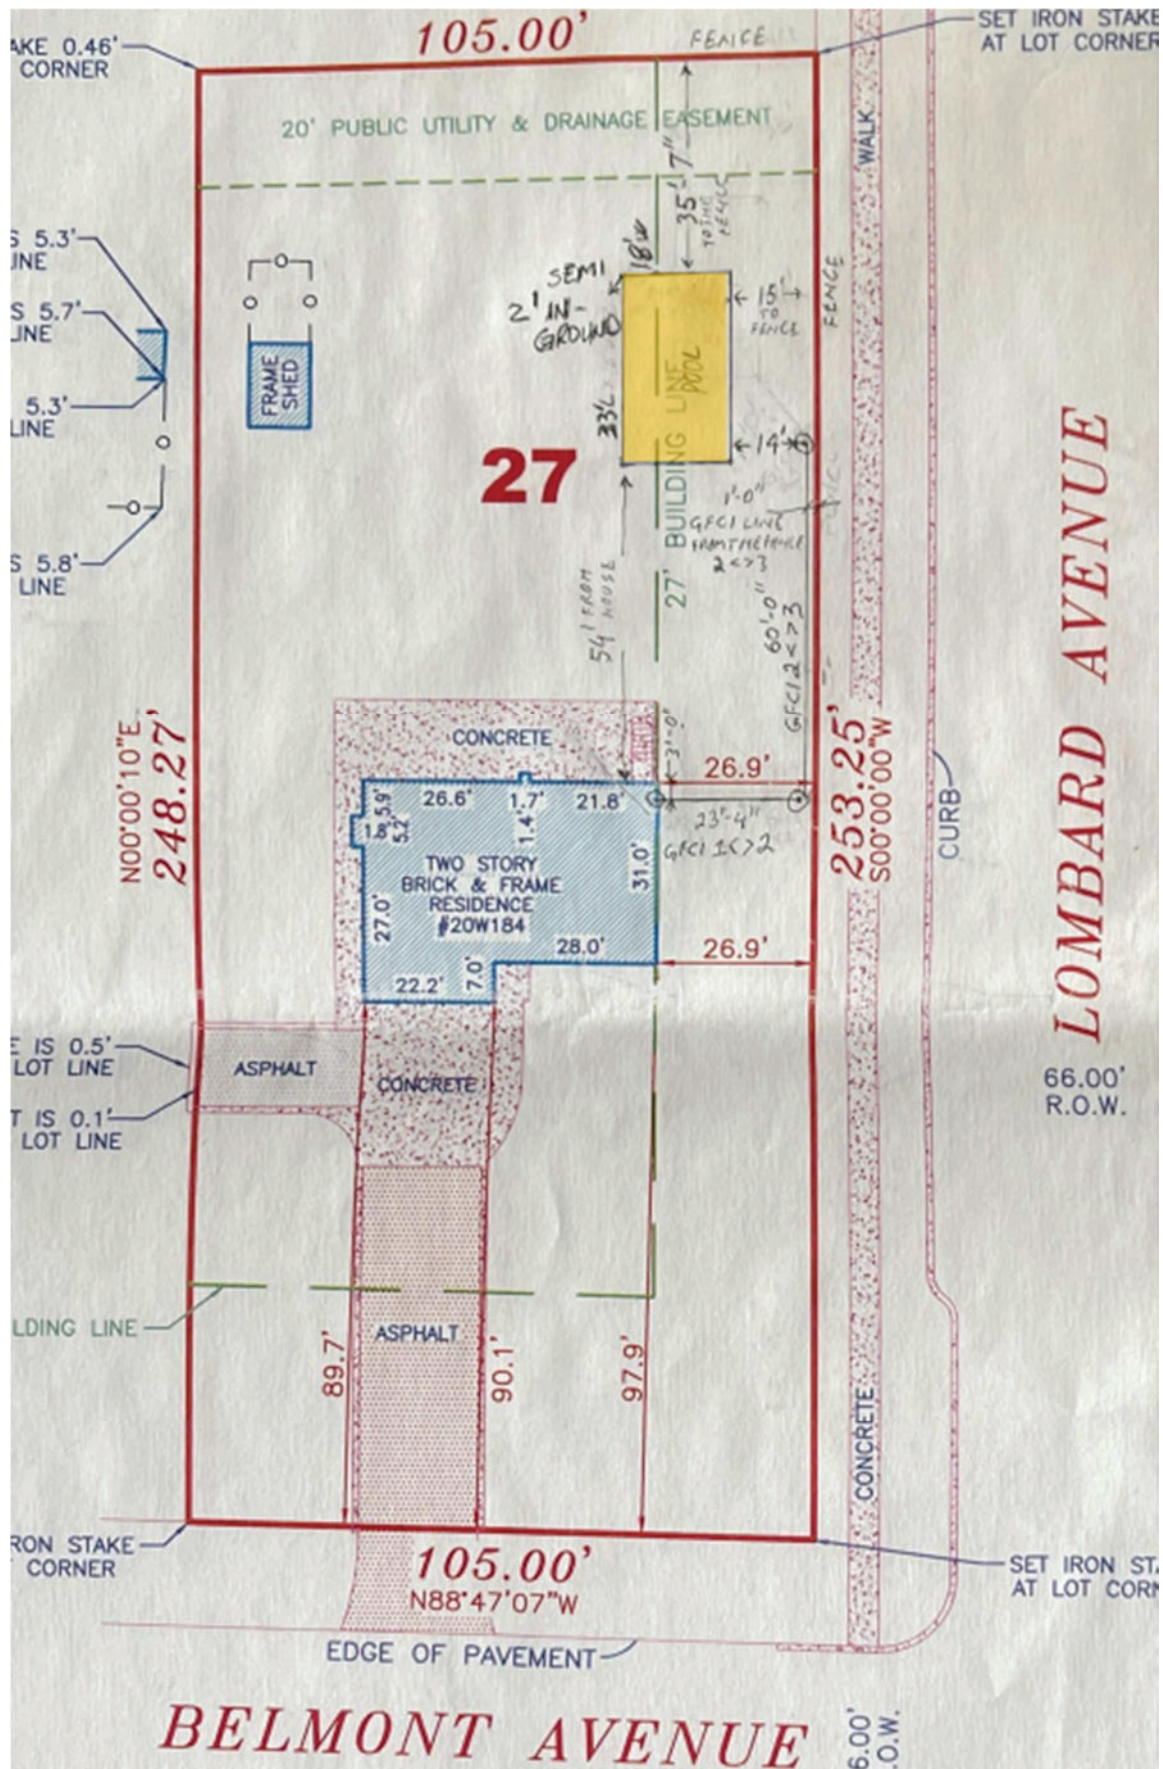 105.00'
FENCE
SET IRON STAKE
AT LOT CORNER
AKE 0.46'
CORNER
WALK
20' PUBLIC UTILITY & DRAINAGE EASEMENT
35'-7"
TO THE
FENCE
18'W
S 5.3'
INE
SEMI
2' IN-
GROUND
15'
TO
FENCE
FENCE
S 5.7'
LINE
FRAME
SHED
POOL
33'L
5.3'
LINE
14'
27
27' BUILDING LINE
1'-0"
GFCI LINE
FROM THE FENCE
2<>3
S 5.8'
LINE
54' FROM
HOUSE
60'-0"
GFCI 2<>3
LOMBARD AVENUE
66.00'
R.O.W.
N00°00'10"E
248.27'
CONCRETE
3'-0"
26.9'
253.25'
S00°00'00"W
CURB
5.9'
26.6'
1.7'
21.8'
1.8'
5.2'
1.4'
23'-4"
GFCI 1<>2
31.0'
TWO STORY
BRICK & FRAME
RESIDENCE
#20W184
27.0'
28.0'
26.9'
22.2'
7.0'
E IS 0.5'
LOT LINE
ASPHALT
CONCRETE
T IS 0.1'
LOT LINE
LDING LINE
ASPHALT
89.7'
90.1'
97.9'
CONCRETE
RON STAKE
CORNER
105.00'
N88°47'07"W
SET IRON STA
AT LOT CORN
EDGE OF PAVEMENT
BELMONT AVENUE
6.00'
.O.W.